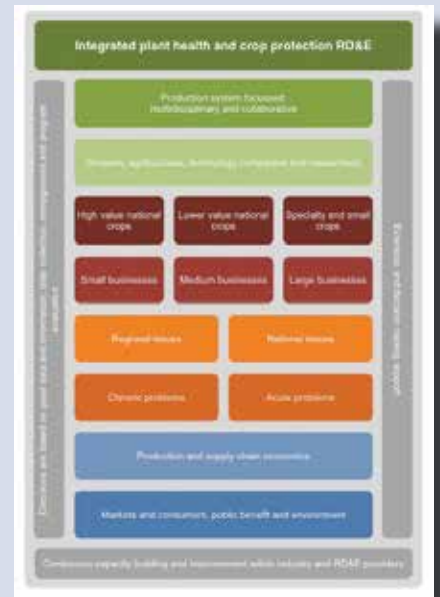 Integrated plant health and crop protection RD&E
Production system focussed
multidisciplinary and collaborative
Growers, agribusiness, technology companies and researchers
High value national
crops
Lower value national
crops
Specialty and small
crops
Small businesses
Medium businesses
Large businesses
Regional issues
National issues
Chronic problems
Acute problems
Production and supply chain economics
Markets and consumers, public benefit and environment
Continuous capacity building and improvement within industry and RD&E providers